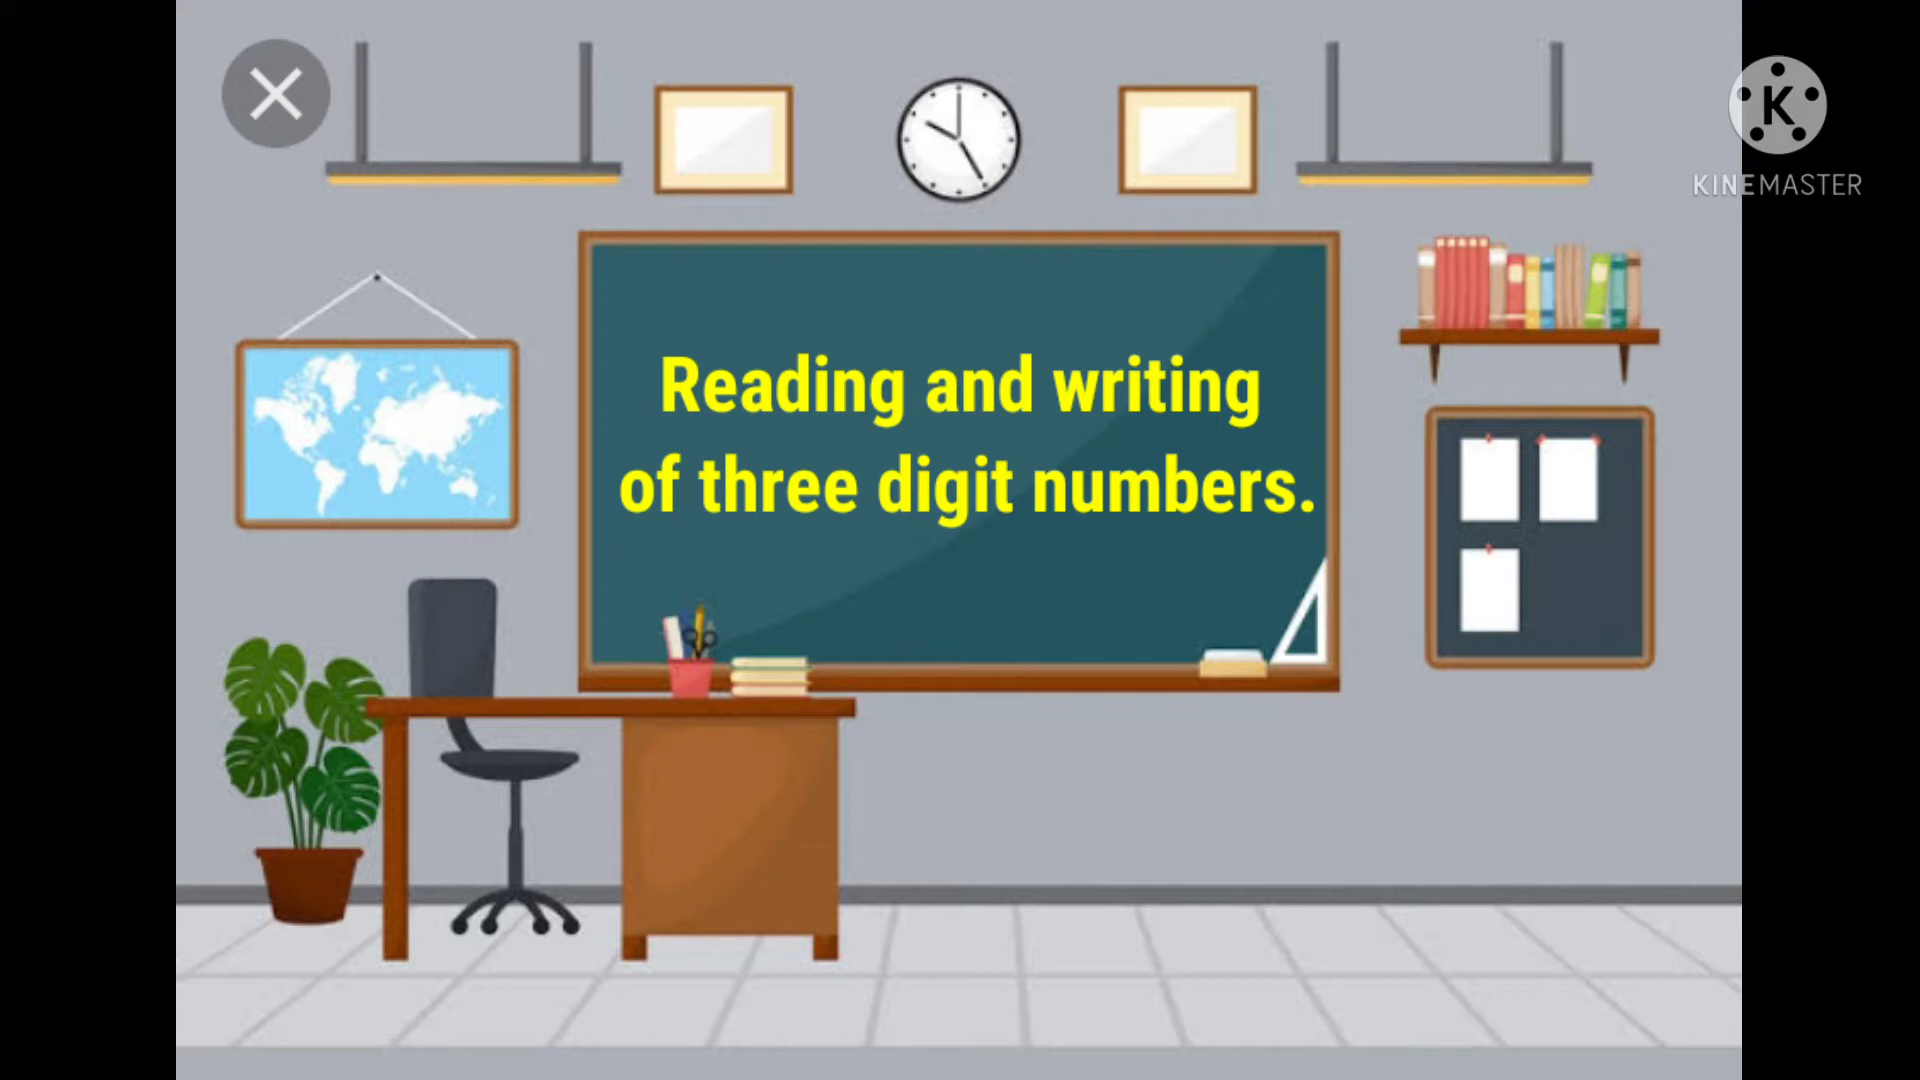 K
KINEMASTER
Reading and writing
of three digit numbers.